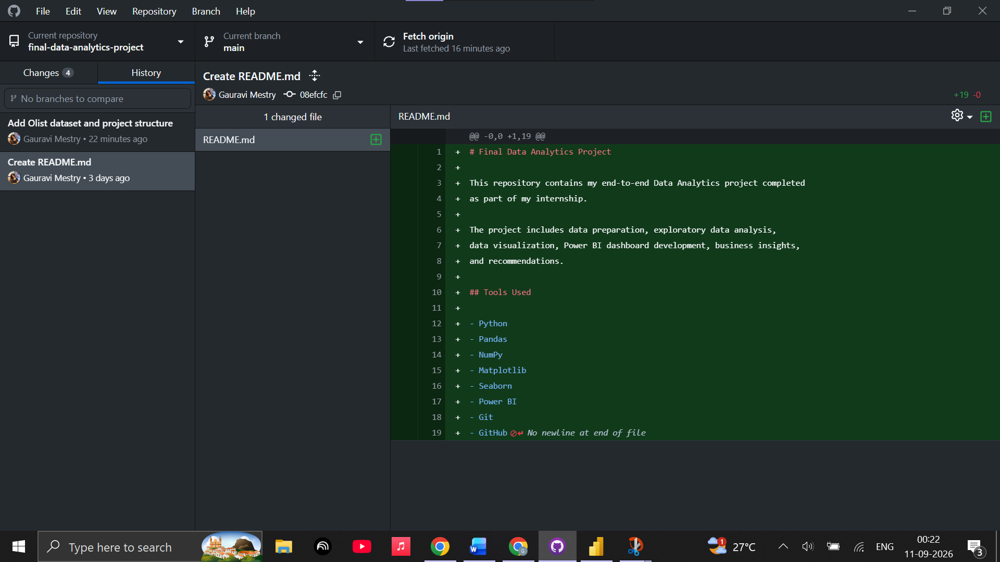 File Edit View Repository Branch Help
Current repository
final-data-analytics-project
Current branch
main
Fetch origin
Last fetched 16 minutes ago
Changes 4
History
No branches to compare
Add Olist dataset and project structure
Gauravi Mestry • 22 minutes ago
Create README.md
Gauravi Mestry • 3 days ago
Create README.md
Gauravi Mestry 08efcfc
+19 -0
1 changed file
README.md
README.md
@@ -0,0 +1,19 @@
1 + # Final Data Analytics Project
2 +
3 + This repository contains my end-to-end Data Analytics project completed
4 + as part of my internship.
5 +
6 + The project includes data preparation, exploratory data analysis,
7 + data visualization, Power BI dashboard development, business insights,
8 + and recommendations.
9 +
10 + ## Tools Used
11 +
12 + - Python
13 + - Pandas
14 + - NumPy
15 + - Matplotlib
16 + - Seaborn
17 + - Power BI
18 + - Git
19 + - GitHub No newline at end of file
Type here to search
W
G
1
27°C
ENG
00:22
11-09-2026
3